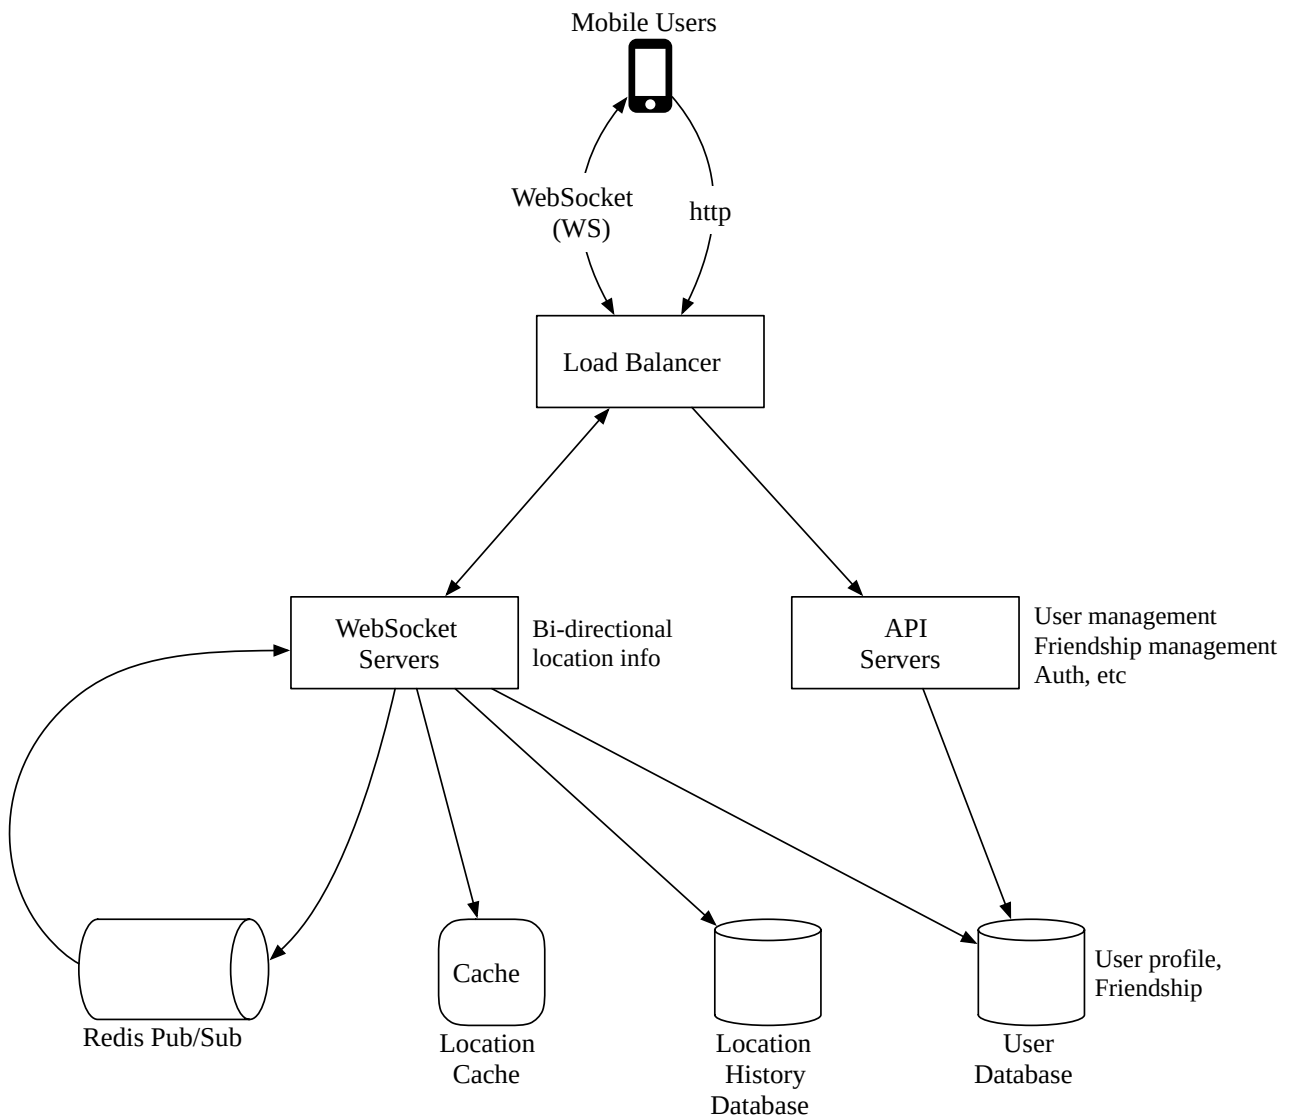 Mobile Users
WebSocket
(WS)
http
Load Balancer
WebSocket
Servers
Bi-directional
location info
API
Servers
User management
Friendship management
Auth, etc
Redis Pub/Sub
Cache
Location
Cache
Location
History
Database
User
Database
User profile,
Friendship